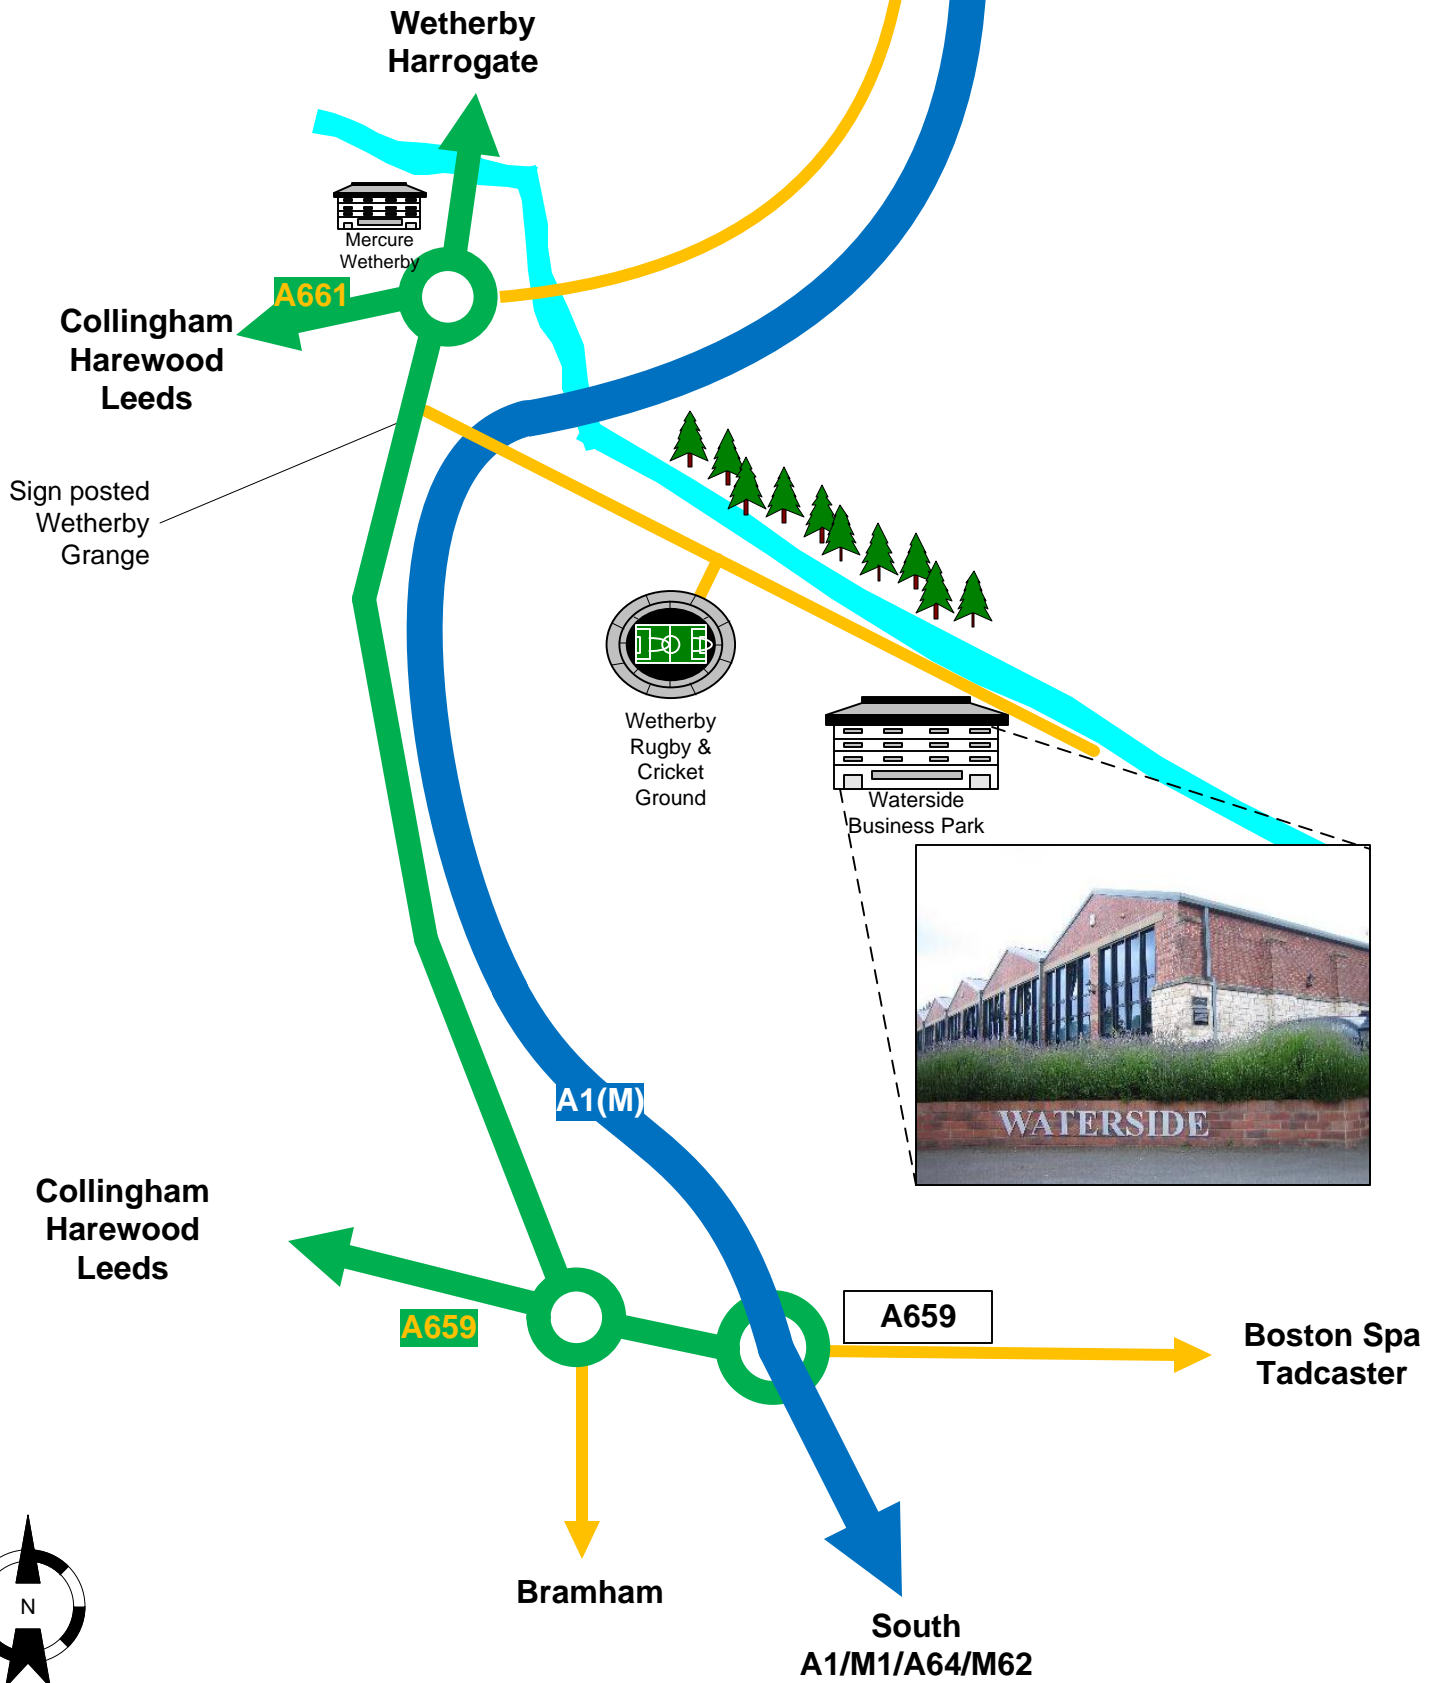 Wetherby
Harrogate
Mercure
Wetherby
A661
Collingham
Harewood
Leeds
Sign posted
Wetherby
Grange
Wetherby
Rugby &
Cricket
Ground
Waterside
Business Park
WATERSIDE
A1(M)
Collingham
Harewood
Leeds
A659
A659
Boston Spa
Tadcaster
Bramham
South
A1/M1/A64/M62
N